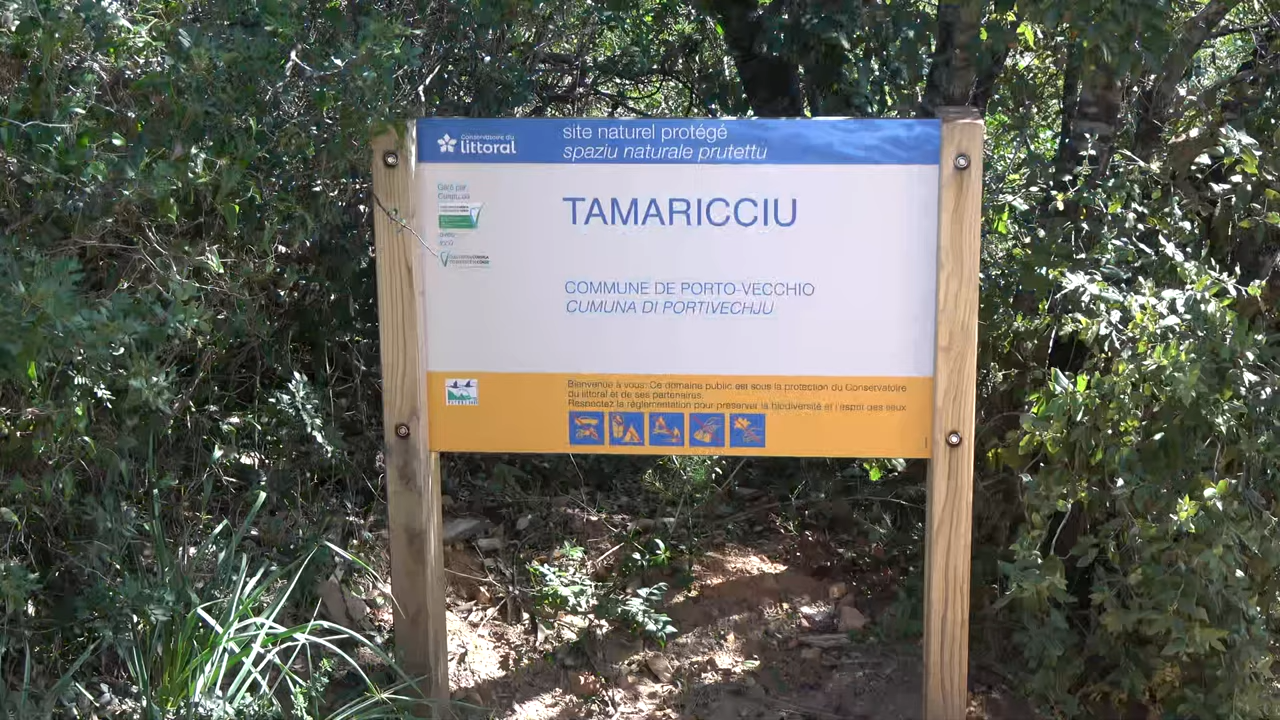 Conservatoire du
littoral
site naturel protégé
spaziu naturale prutettu
Géré par
TAMARICCIU
COMMUNE DE PORTO-VECCHIO
CUMUNA DI PORTIVECHJU
Bienvenue à vous. Ce domaine public est sous la protection du Conservatoire
du littoral et de ses partenaires.
Respectez la réglementation pour préserver la biodiversité et l'esprit des lieux